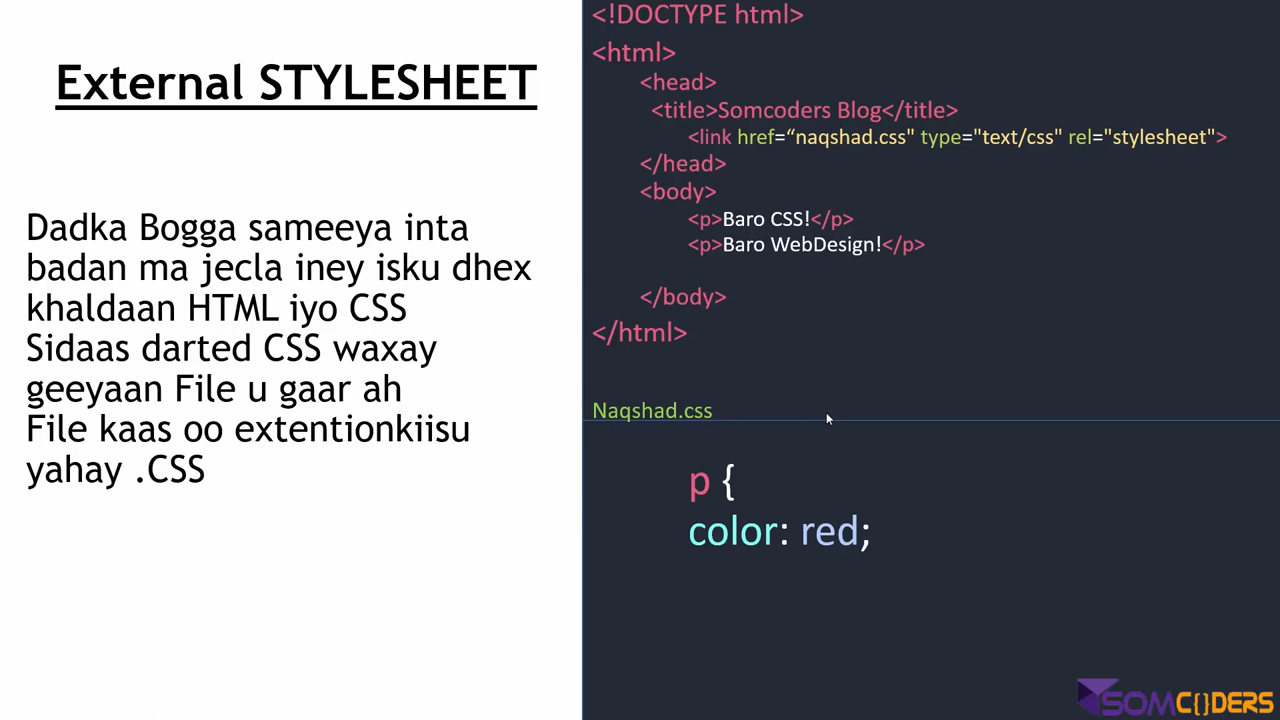 External STYLESHEET
Dadka Bogga sameeya inta
badan ma jecla iney isku dhex
khaldaan HTML iyo CSS
Sidaas darted CSS waxay
geeyaan File u gaar ah
File kaas oo extentionkiisu
yahay .CSS
<!DOCTYPE html>
<html>
<head>
<title>Somcoders Blog</title>
<link href=“naqshad.css" type="text/css" rel="stylesheet">
</head>
<body>
<p>Baro CSS!</p>
<p>Baro WebDesign!</p>
</body>
</html>
Naqshad.css
p {
color: red;
SOMC{}DERS